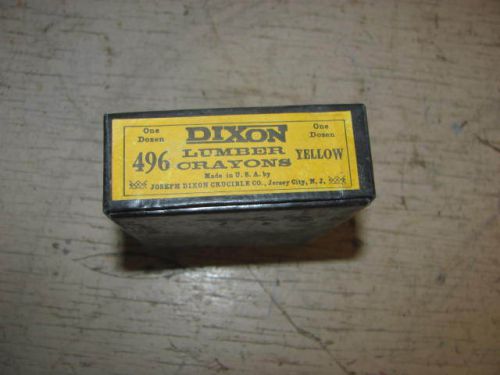 One Dozen DIXON One Dozen
496 LUMBER CRAYONS YELLOW
Made in U. S. A. by
JOSEPH DIXON CRUCIBLE CO., Jersey City, N. J.